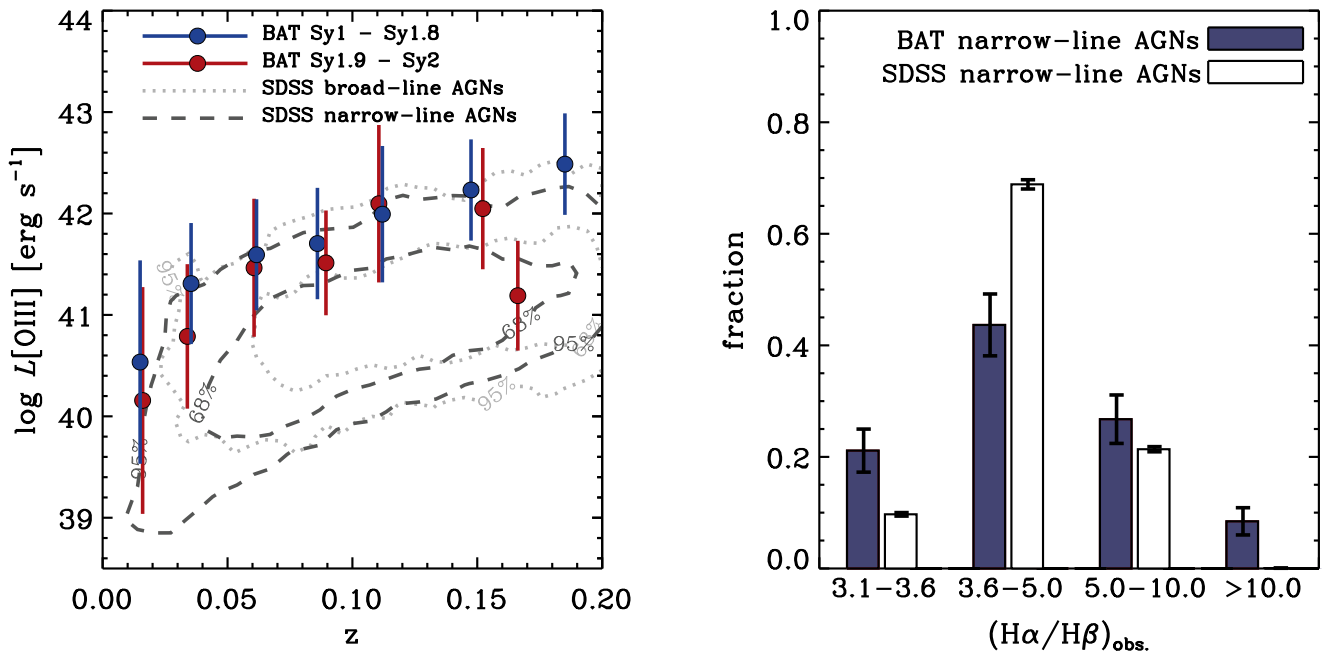 44
43
42
41
40
39
log L[OIII] [erg s⁻¹]
BAT Sy1 − Sy1.8
BAT Sy1.9 − Sy2
SDSS broad−line AGNs
SDSS narrow−line AGNs
95%
68%
95%
68%
95%
68%
95%
0.00 0.05 0.10 0.15 0.20
z
1.0
0.8
0.6
0.4
0.2
0.0
fraction
BAT narrow−line AGNs
SDSS narrow−line AGNs
3.1−3.6 3.6−5.0 5.0−10.0 >10.0
(Hα/Hβ)obs.